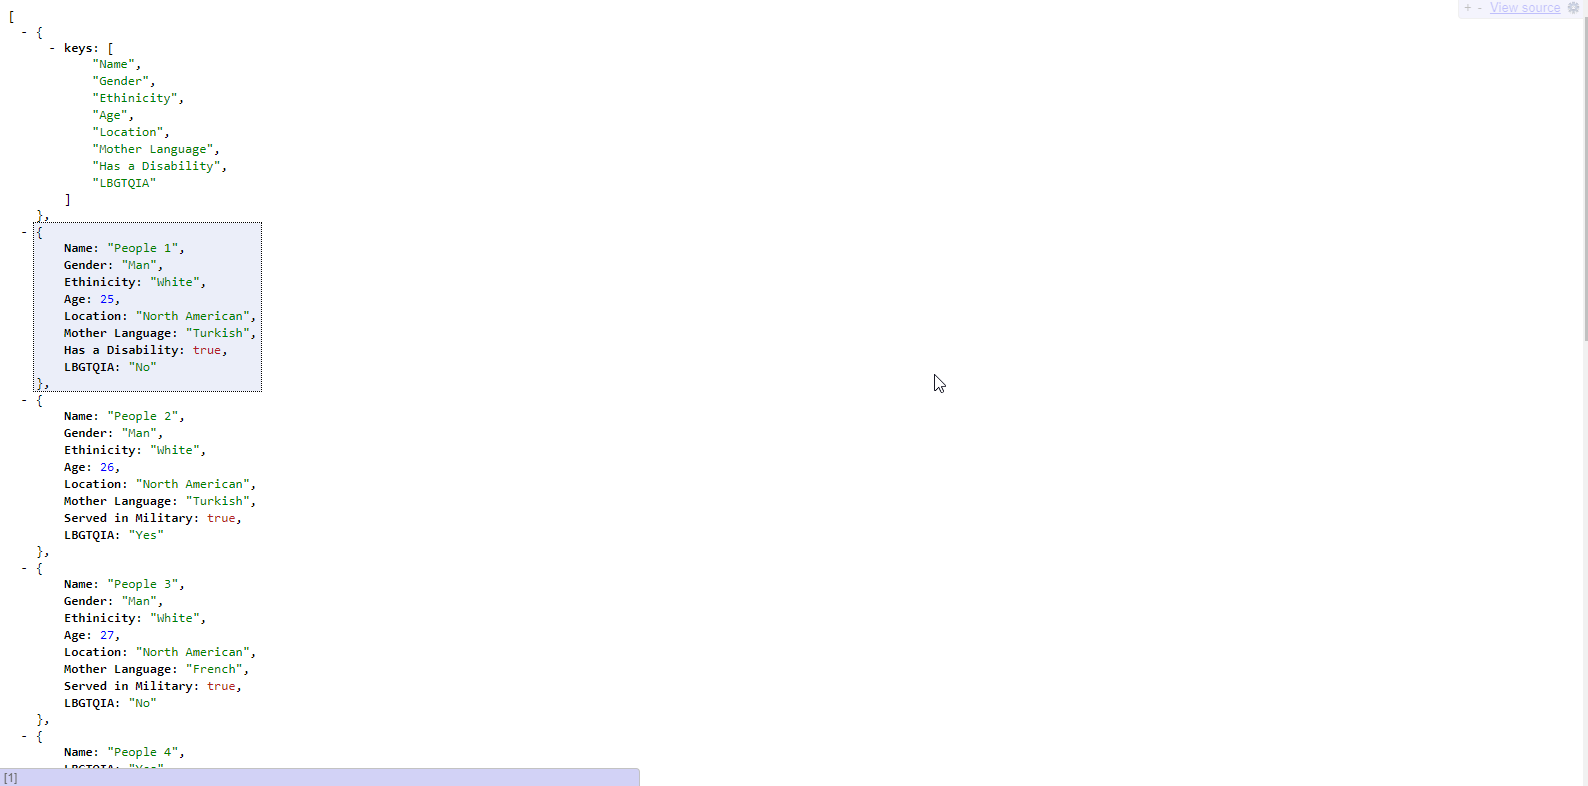 + - View source
[
- {
- keys: [
"Name",
"Gender",
"Ethinicity",
"Age",
"Location",
"Mother Language",
"Has a Disability",
"LBGTQIA"
]
},
- {
Name: "People 1",
Gender: "Man",
Ethinicity: "White",
Age: 25,
Location: "North American",
Mother Language: "Turkish",
Has a Disability: true,
LBGTQIA: "No"
},
- {
Name: "People 2",
Gender: "Man",
Ethinicity: "White",
Age: 26,
Location: "North American",
Mother Language: "Turkish",
Served in Military: true,
LBGTQIA: "Yes"
},
- {
Name: "People 3",
Gender: "Man",
Ethinicity: "White",
Age: 27,
Location: "North American",
Mother Language: "French",
Served in Military: true,
LBGTQIA: "No"
},
- {
Name: "People 4",
LBGTQIA: "Yes"
[1]